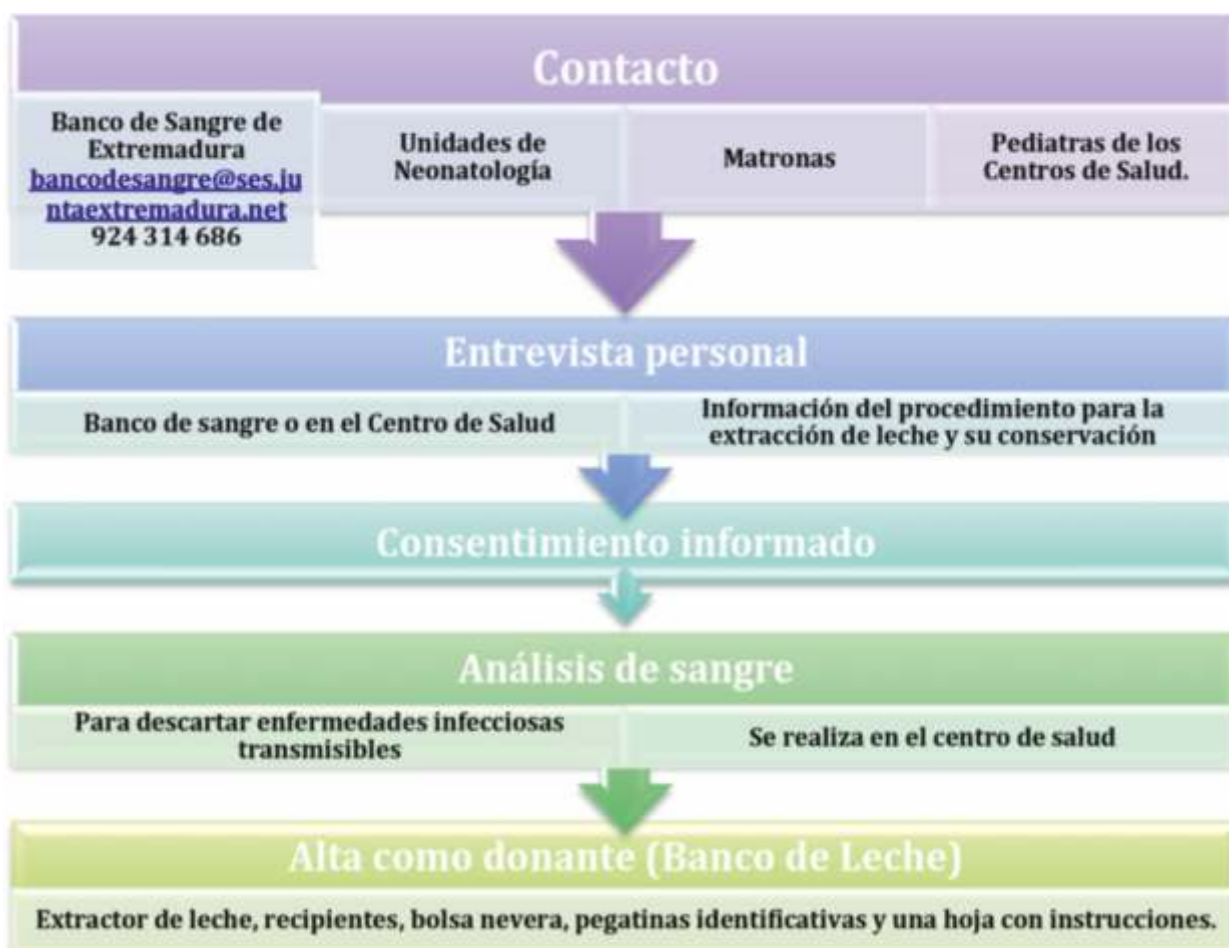 Contacto
Banco de Sangre de
Extremadura
bancodesangre@ses.ju
ntaextremadura.net
924 314 686
Unidades de
Neonatología
Matronas
Pediatras de los
Centros de Salud.
Entrevista personal
Banco de sangre o en el Centro de Salud
Información del procedimiento para la
extracción de leche y su conservación
Consentimiento informado
Análisis de sangre
Para descartar enfermedades infecciosas
transmisibles
Se realiza en el centro de salud
Alta como donante (Banco de Leche)
Extractor de leche, recipientes, bolsa nevera, pegatinas identificativas y una hoja con instrucciones.